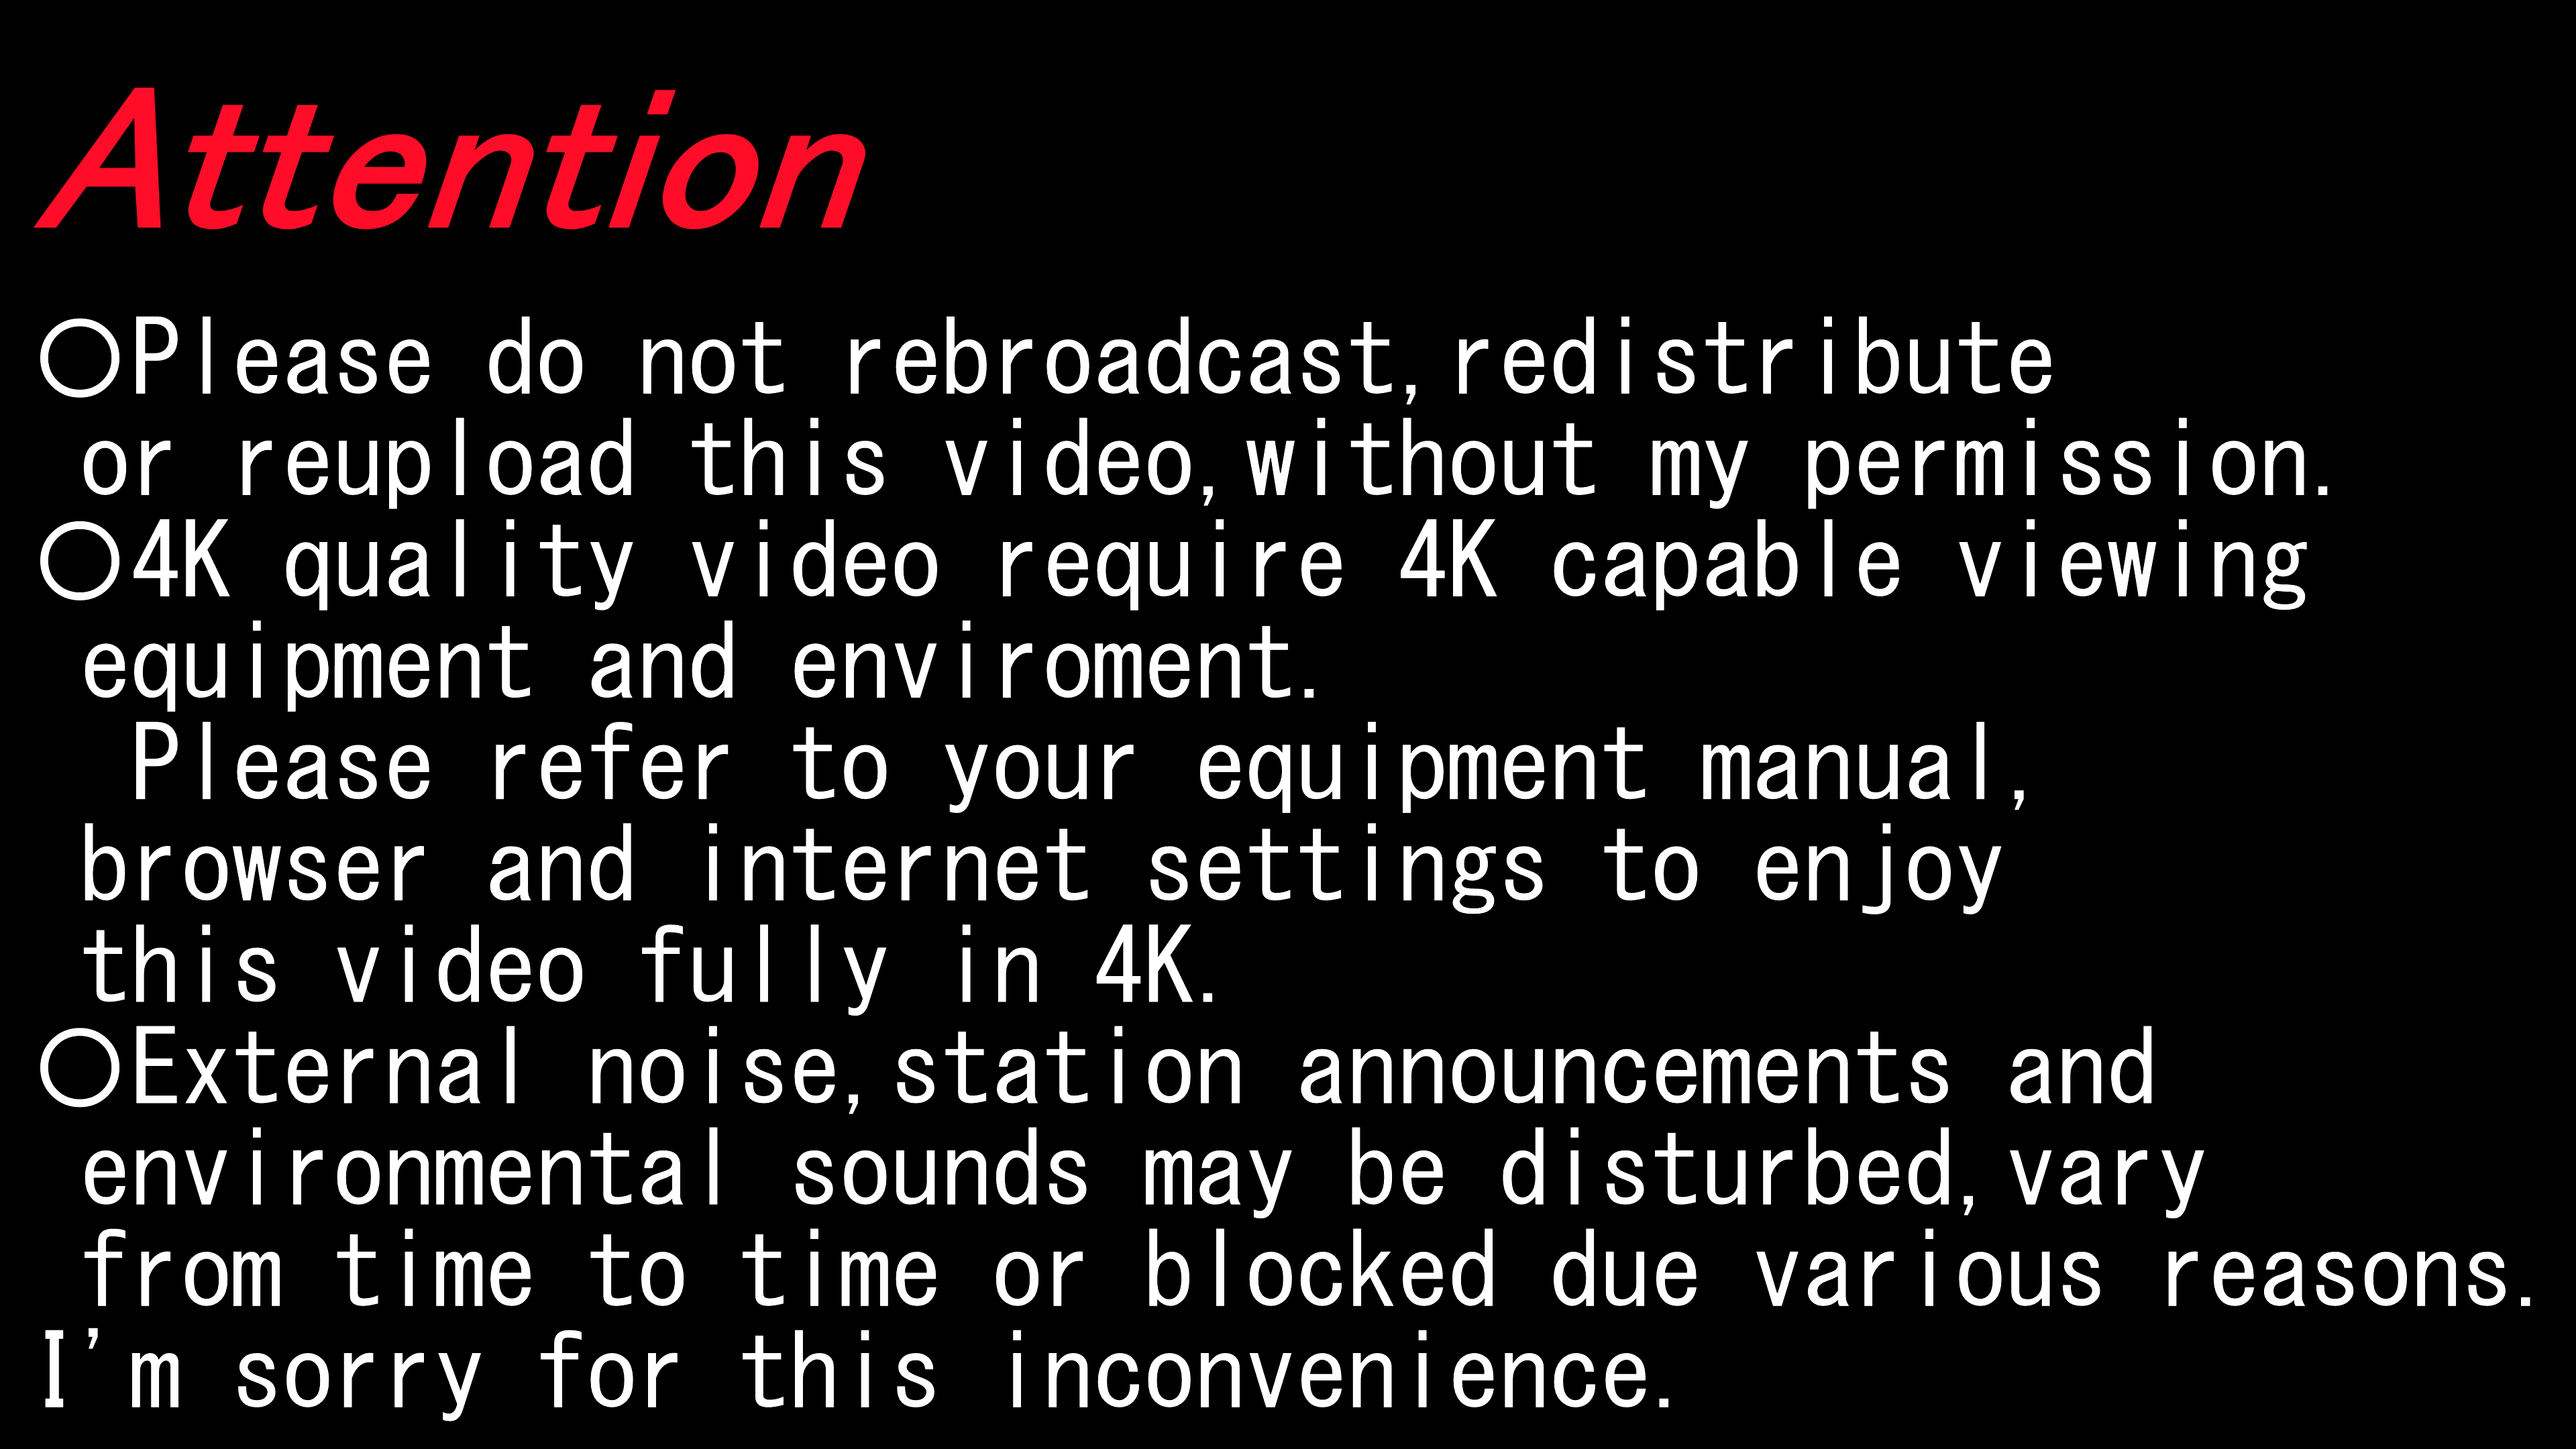 Attention
○Please do not rebroadcast,redistribute
or reupload this video,without my permission.
○4K quality video require 4K capable viewing
equipment and enviroment.
Please refer to your equipment manual,
browser and internet settings to enjoy
this video fully in 4K.
○External noise,station announcements and
environmental sounds may be disturbed,vary
from time to time or blocked due various reasons.
I'm sorry for this inconvenience.